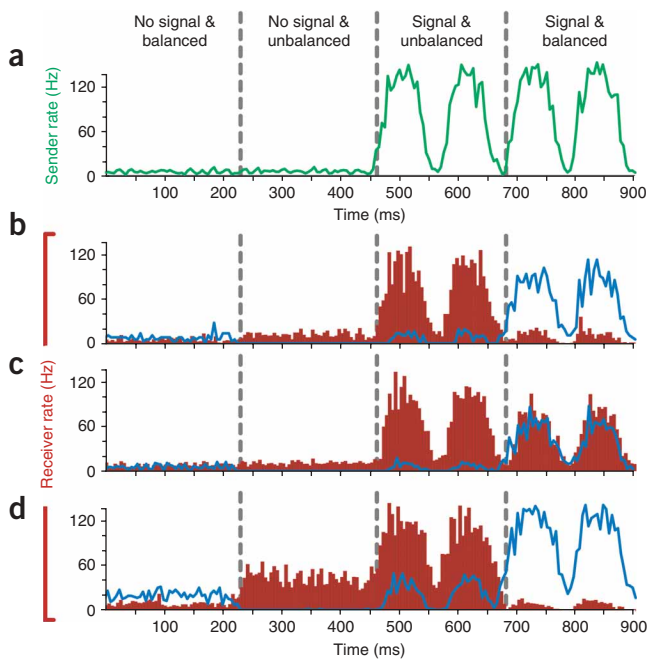 No signal & balanced
No signal & unbalanced
Signal & unbalanced
Signal & balanced
a
Sender rate (Hz)
120
60
0
100 200 300 400 500 600 700 800 900
Time (ms)
b
Receiver rate (Hz)
120
60
0
c
120
60
0
d
120
60
0
100 200 300 400 500 600 700 800 900
Time (ms)